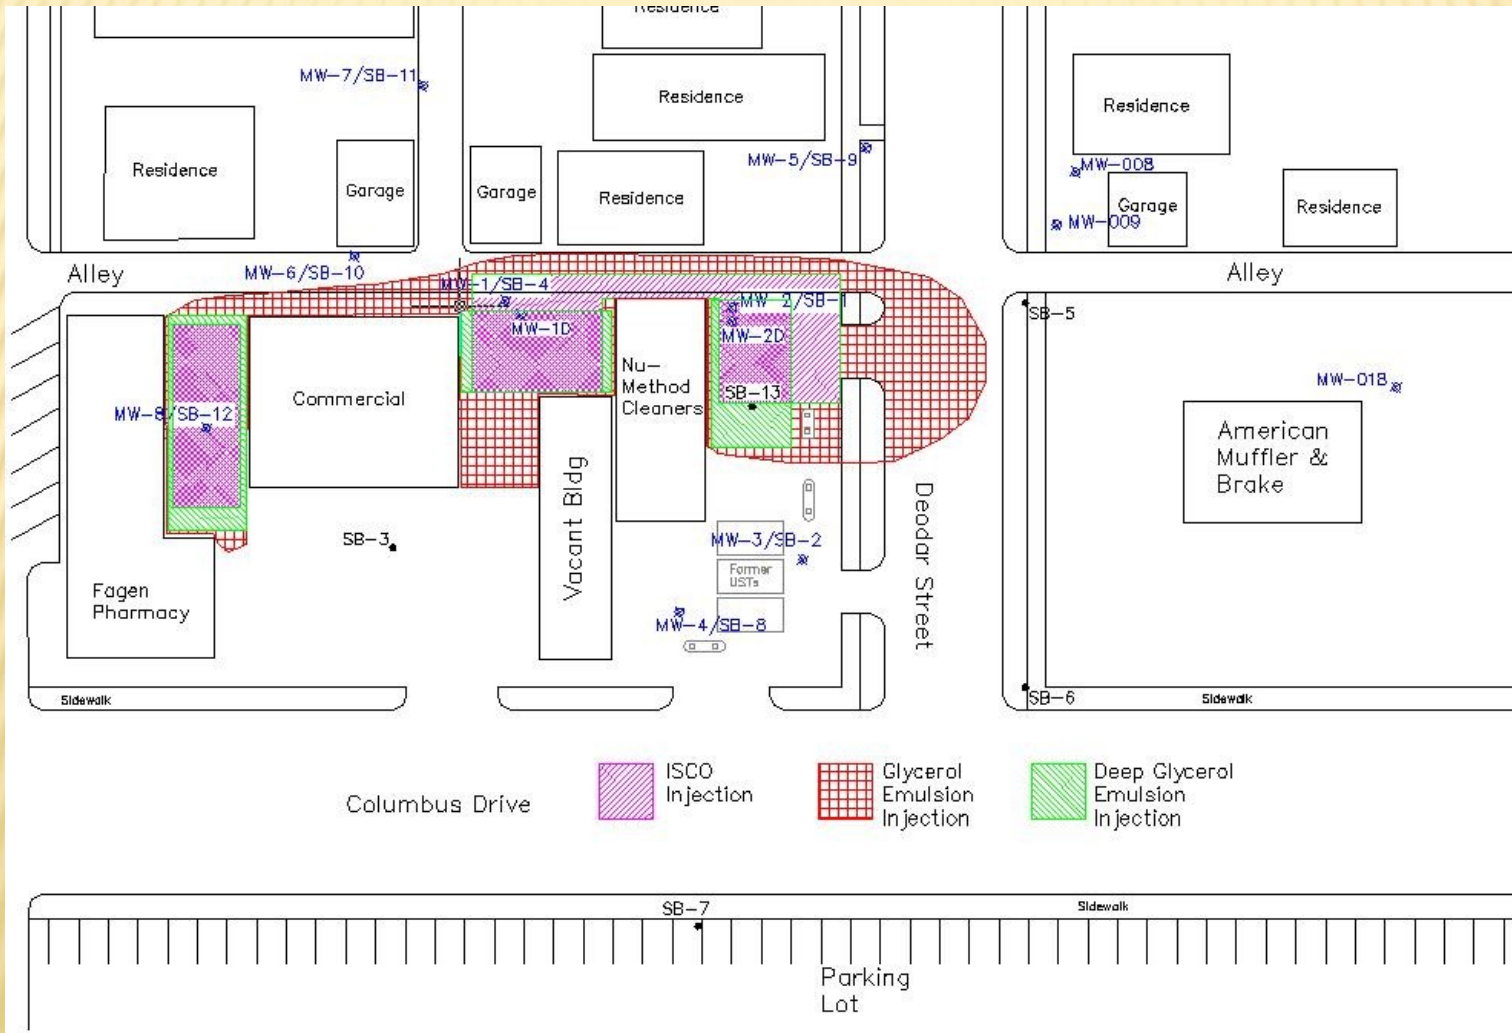 Residence
MW-7/SB-11
Residence
Residence
MW-5/SB-9
MW-008
Residence
Garage
Garage
Residence
Garage
Residence
MW-009
MW-6/SB-10
Alley
Alley
MW-1/SB-4
MW-2/SB-1
SB-5
MW-1D
MW-2D
Nu-
Method
Cleaners
MW-018
SB-13
Commercial
MW-8/SB-12
American
Muffler &
Brake
Vacant Bldg
Deodar Street
SB-3
MW-3/SB-2
Former
USTs
Fagen
Pharmacy
MW-4/SB-8
Sidewalk
SB-6
Sidewalk
Columbus Drive
ISCO
Injection
Glycerol
Emulsion
Injection
Deep Glycerol
Emulsion
Injection
SB-7
Sidewalk
Parking
Lot